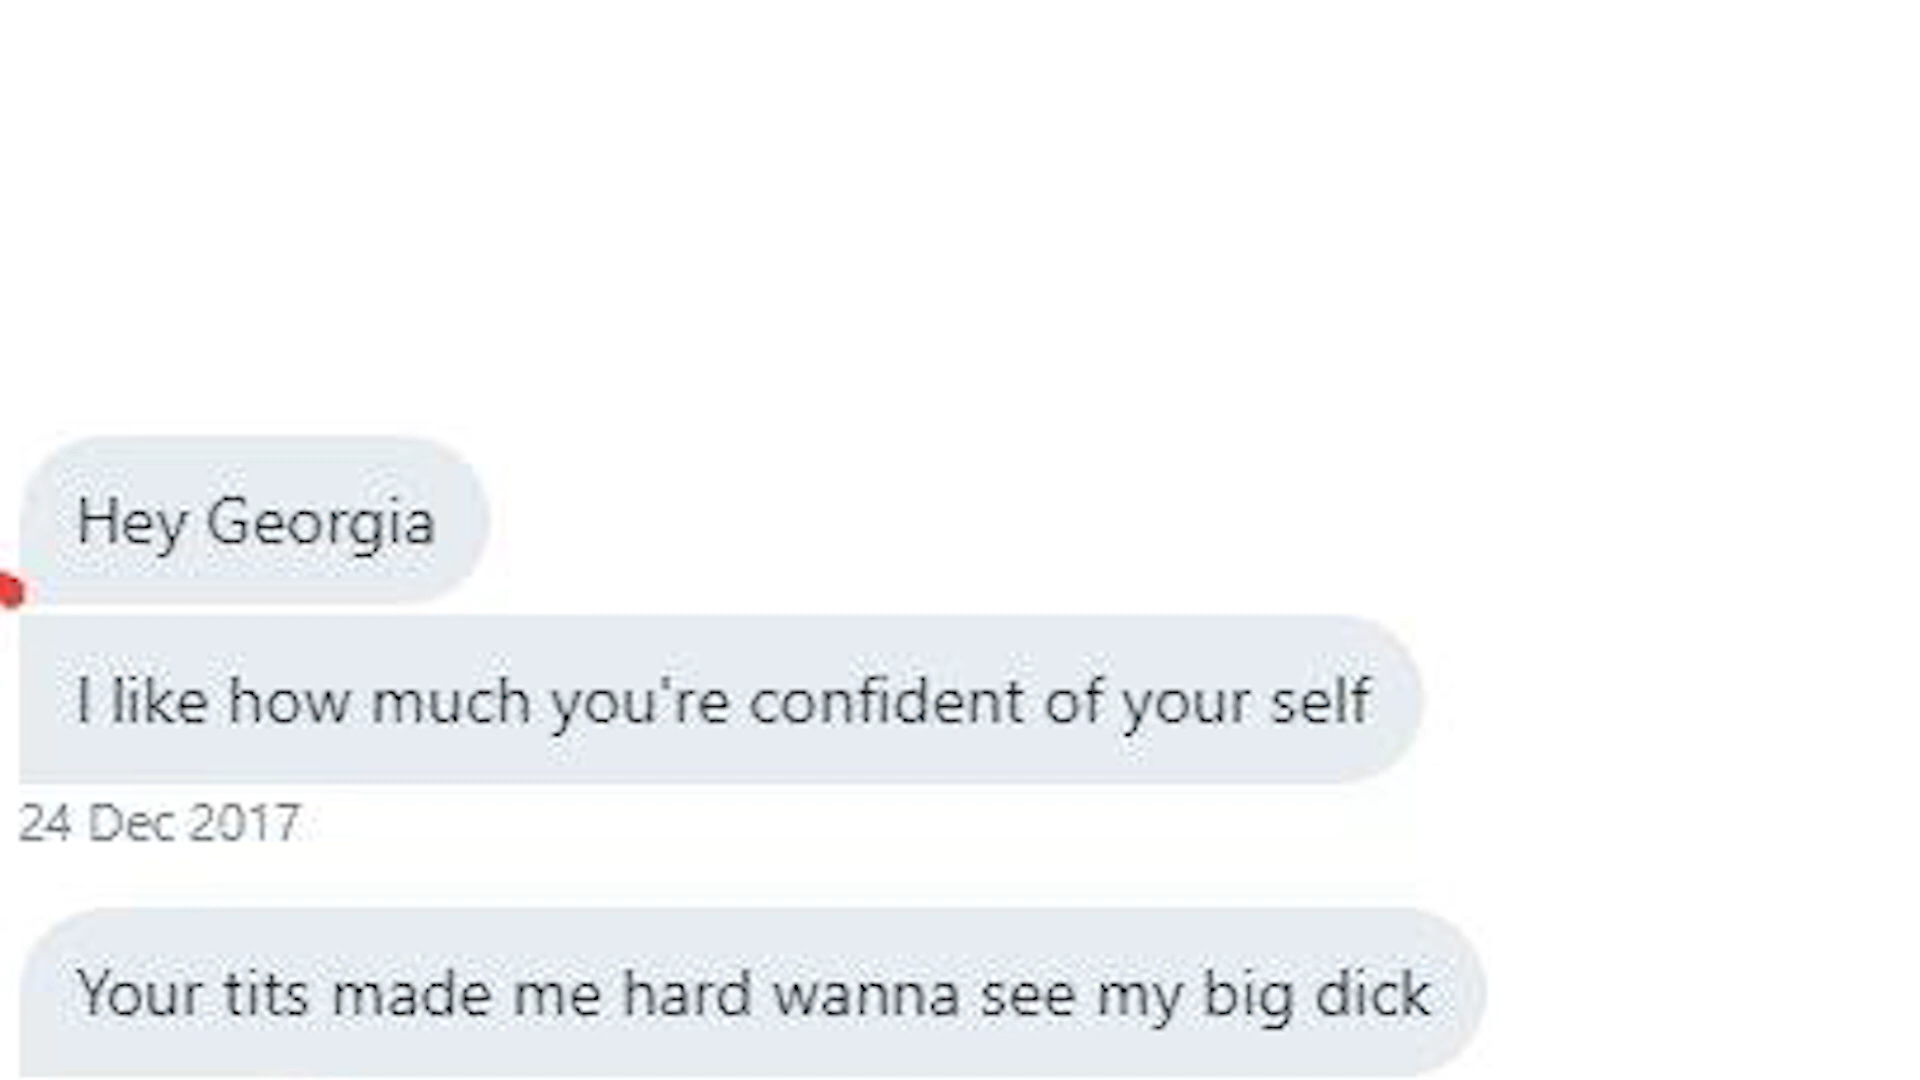 Hey Georgia
I like how much you're confident of your self
24 Dec 2017
Your tits made me hard wanna see my big dick